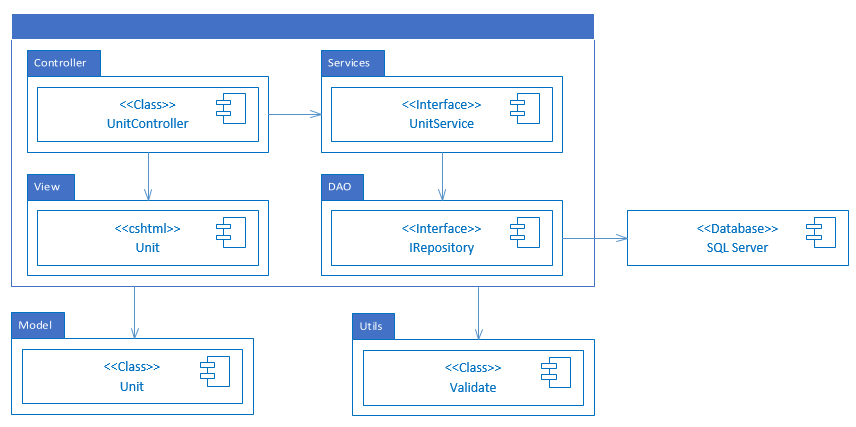 Controller
<<Class>>
UnitController
Services
<<Interface>>
UnitService
View
<<cshtml>>
Unit
DAO
<<Interface>>
IRepository
<<Database>>
SQL Server
Model
<<Class>>
Unit
Utils
<<Class>>
Validate